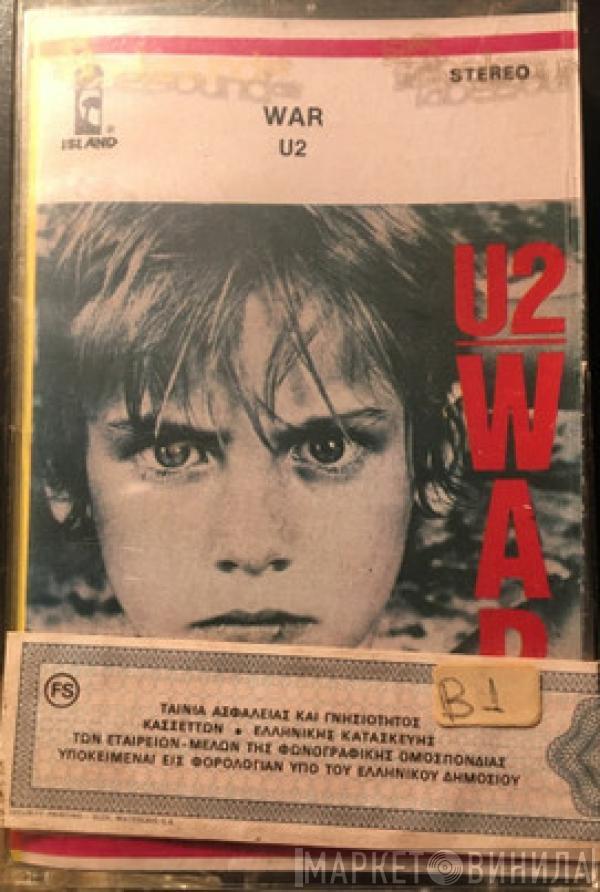 STEREO
ISLAND ®
WAR
U2
U2
WAR
FS
B1
ΤΑΙΝΙΑ ΑΣΦΑΛΕΙΑΣ ΚΑΙ ΓΝΗΣΙΟΤΗΤΟΣ
ΚΑΣΣΕΤΤΩΝ • ΕΛΛΗΝΙΚΗΣ ΚΑΤΑΣΚΕΥΗΣ
ΤΩΝ ΕΤΑΙΡΕΙΩΝ-ΜΕΛΩΝ ΤΗΣ ΦΩΝΟΓΡΑΦΙΚΗΣ ΟΜΟΣΠΟΝΔΙΑΣ
ΥΠΟΚΕΙΜΕΝΑΙ ΕΙΣ ΦΟΡΟΛΟΓΙΑΝ ΥΠΟ ΤΟΥ ΕΛΛΗΝΙΚΟΥ ΔΗΜΟΣΙΟΥ
МАРКЕТ ВИНИЛА